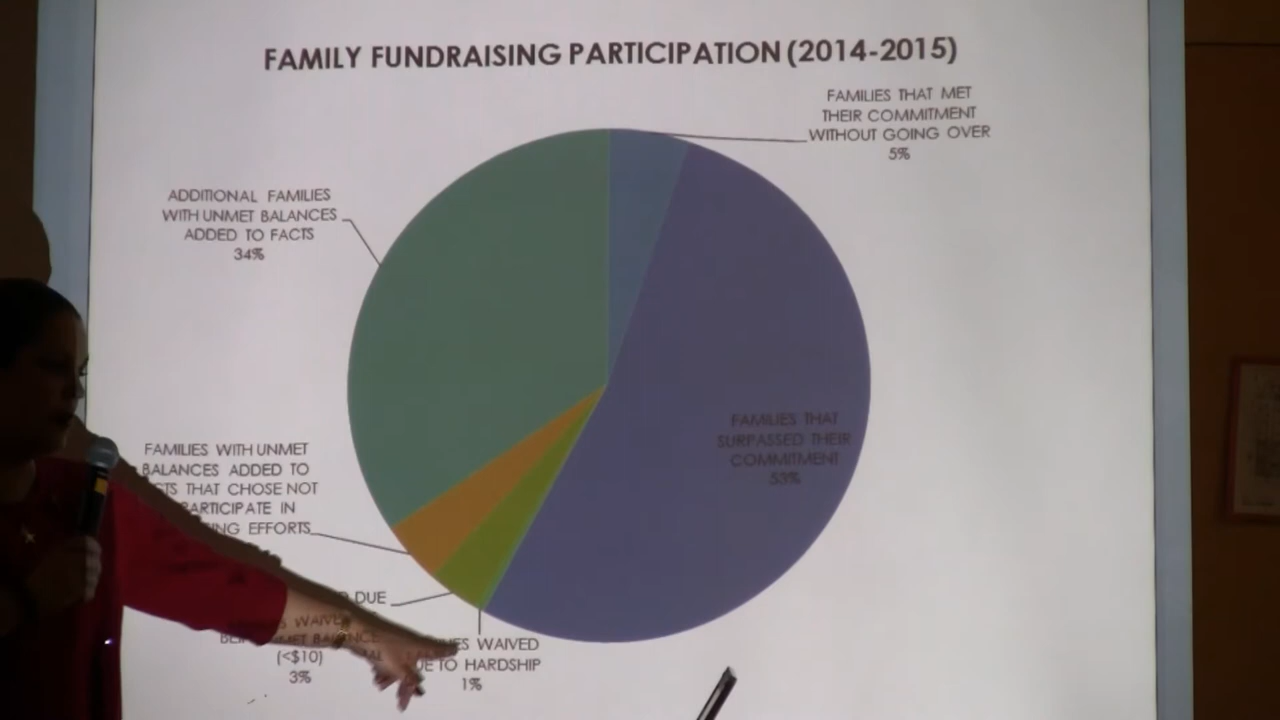 FAMILY FUNDRAISING PARTICIPATION (2014-2015)
FAMILIES THAT MET
THEIR COMMITMENT
WITHOUT GOING OVER
5%
ADDITIONAL FAMILIES
WITH UNMET BALANCES
ADDED TO FACTS
34%
FAMILIES THAT
SURPASSED THEIR
COMMITMENT
53%
FAMILIES WITH UNMET
BALANCES ADDED TO
THAT CHOSE NOT
IN
EFFORTS
DUE
(<$10)
3%
WAIVED
TO HARDSHIP
1%